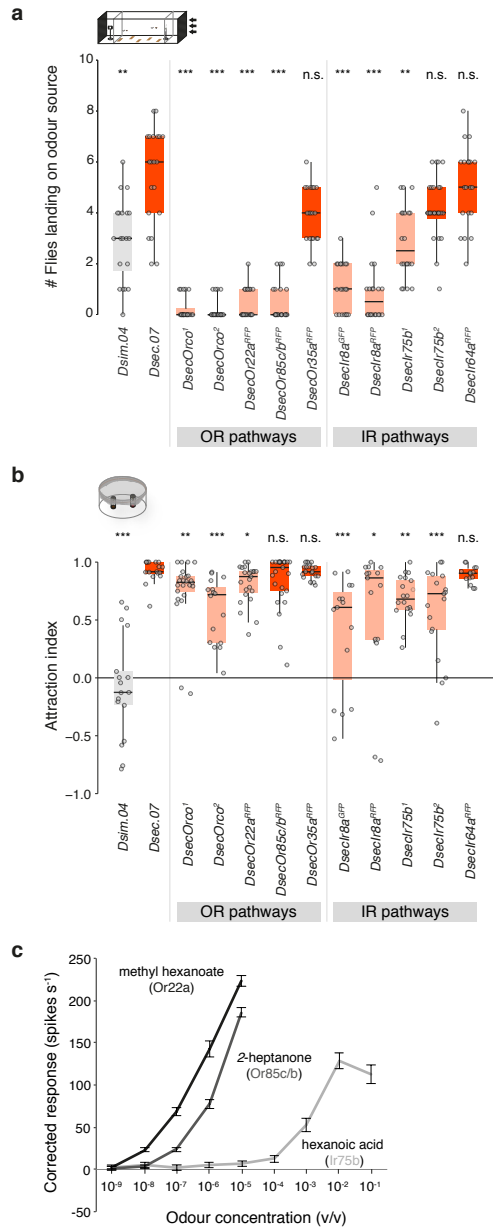 a
# Flies landing on odour source
10
8
6
4
2
0
** *** *** *** *** n.s. *** *** ** n.s. n.s.
Dsim.04
Dsec.07
DsecOrco1
DsecOrco2
DsecOr22aRFP
DsecOr85c/bRFP
DsecOr35aRFP
DsecIr8aGFP
DsecIr8aRFP
DsecIr75b1
DsecIr75b2
DsecIr64aRFP
OR pathways
IR pathways
b
Attraction index
1.0
0.5
0.0
−0.5
−1.0
*** ** *** * n.s. n.s. *** * ** *** n.s.
Dsim.04
Dsec.07
DsecOrco1
DsecOrco2
DsecOr22aRFP
DsecOr85c/bRFP
DsecOr35aRFP
DsecIr8aGFP
DsecIr8aRFP
DsecIr75b1
DsecIr75b2
DsecIr64aRFP
OR pathways
IR pathways
c
Corrected response (spikes s-1)
250
200
150
100
50
0
methyl hexanoate
(Or22a)
2-heptanone
(Or85c/b)
hexanoic acid
(Ir75b)
10-9 10-8 10-7 10-6 10-5 10-4 10-3 10-2 10-1
Odour concentration (v/v)